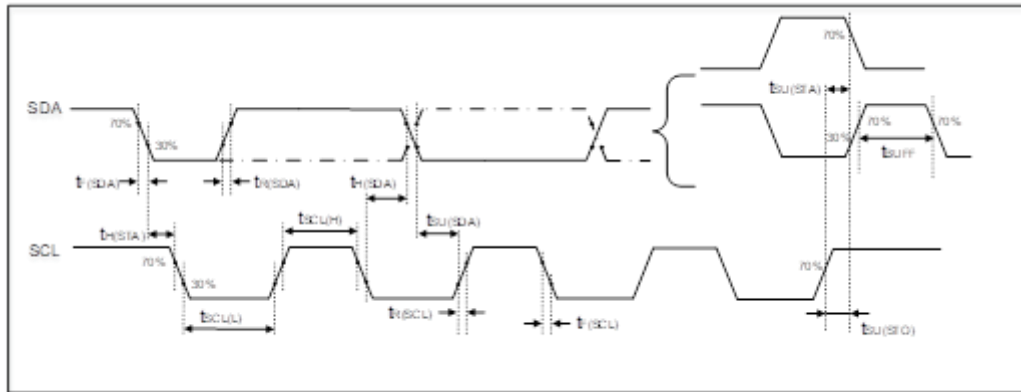 70%
tSU(STA)
SDA
70%
30%
30%
70%
70%
tBUFF
tF(SDA)
tR(SDA)
tH(SDA)
tH(STA)
tSCL(H)
tSU(SDA)
SCL
70%
30%
70%
tSCL(L)
tR(SCL)
tF(SCL)
tSU(STO)